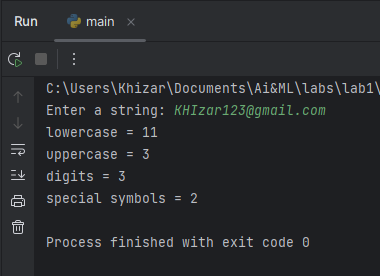 Run
main
C:\Users\Khizar\Documents\Ai&ML\labs\lab1\
Enter a string: KHIzar123@gmail.com
lowercase = 11
uppercase = 3
digits = 3
special symbols = 2
Process finished with exit code 0